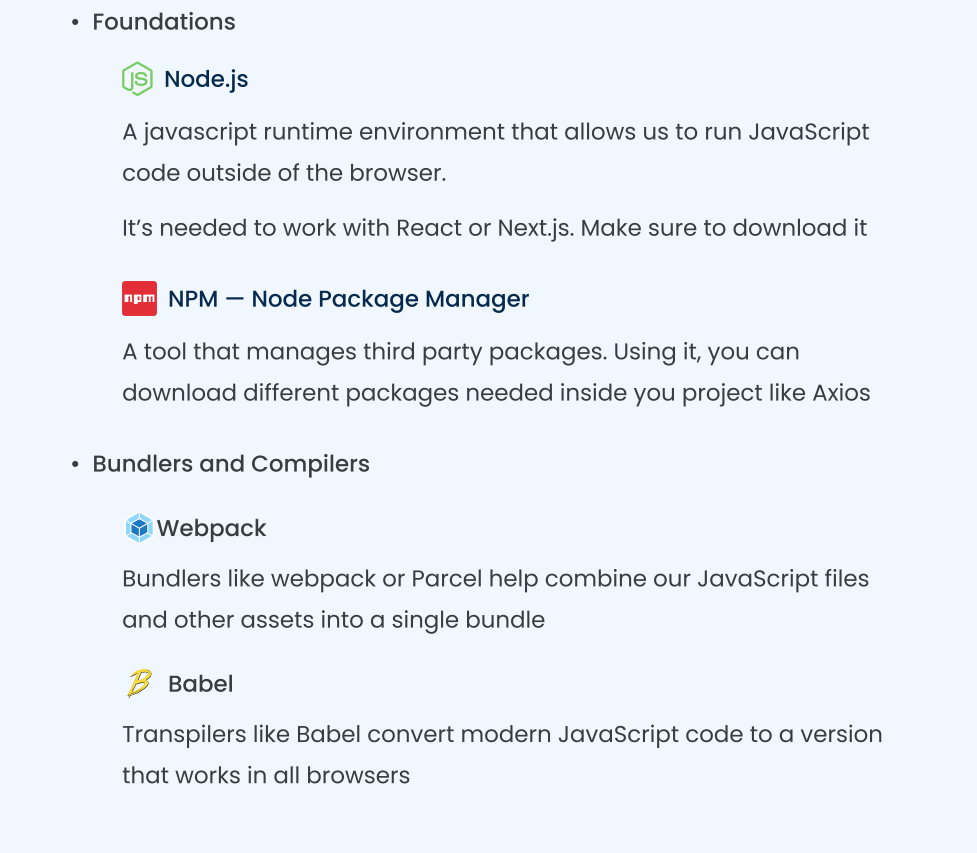 • Foundations
JS Node.js
A javascript runtime environment that allows us to run JavaScript
code outside of the browser.
It’s needed to work with React or Next.js. Make sure to download it
npm NPM — Node Package Manager
A tool that manages third party packages. Using it, you can
download different packages needed inside you project like Axios
• Bundlers and Compilers
Webpack
Bundlers like webpack or Parcel help combine our JavaScript files
and other assets into a single bundle
B Babel
Transpilers like Babel convert modern JavaScript code to a version
that works in all browsers